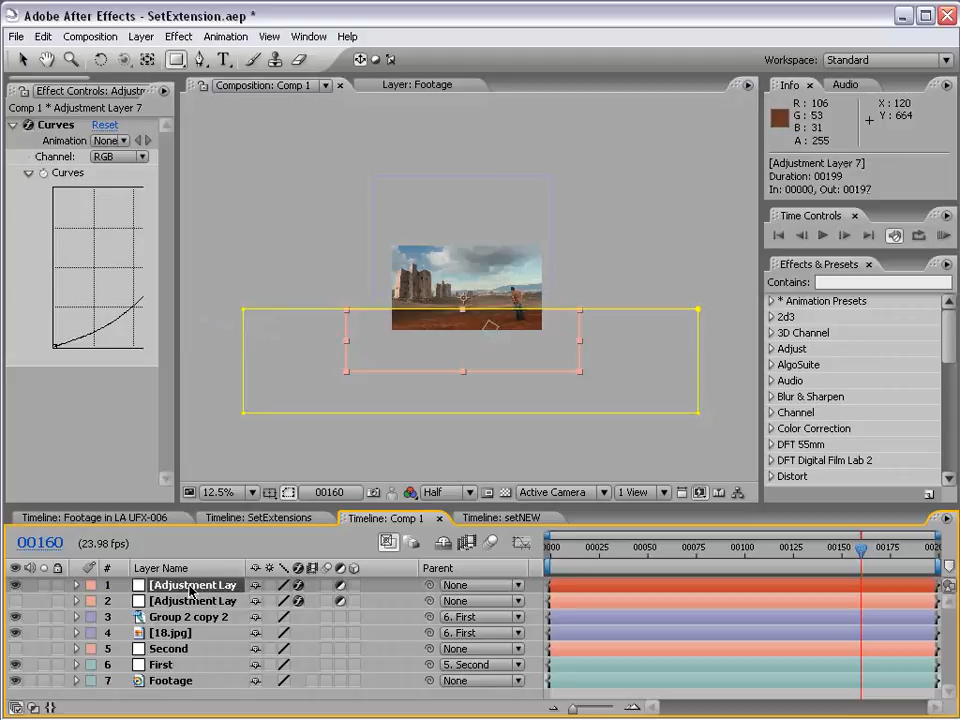 Adobe After Effects - SetExtension.aep *
File Edit Composition Layer Effect Animation View Window Help
Workspace: Standard
Effect Controls: Adjustr
Comp 1 * Adjustment Layer 7
Curves Reset
Animation None
Channel: RGB
Curves
Composition: Comp 1
Layer: Footage
12.5%
00160
Half
Active Camera
1 View
Info
Audio
R : 106
G : 53
B : 31
A : 255
X : 120
Y : 664
[Adjustment Layer 7]
Duration: 00199
In: 00000, Out: 00197
Time Controls
Effects & Presets
Contains:
* Animation Presets
2d3
3D Channel
Adjust
AlgoSuite
Audio
Blur & Sharpen
Channel
Color Correction
DFT 55mm
DFT Digital Film Lab 2
Distort
Timeline: Footage in LA UFX-006
Timeline: SetExtensions
Timeline: Comp 1
Timeline: setNEW
00160 (23.98 fps)
0000 00025 00050 00075 00100 00125 00150 00175 0020
# Layer Name Parent
1 [Adjustment Lay None
2 [Adjustment Lay None
3 Group 2 copy 2 6. First
4 [18.jpg] 6. First
5 Second None
6 First 5. Second
7 Footage None